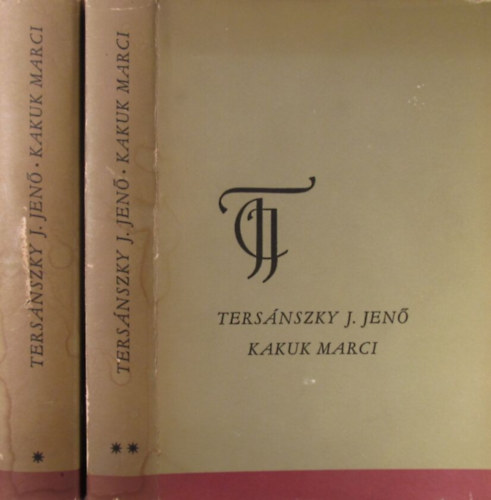 TERSÁNSZKY J. JENŐ · KAKUK MARCI
*
TERSÁNSZKY J. JENŐ · KAKUK MARCI
**
TJJ
TERSÁNSZKY J. JENŐ
KAKUK MARCI